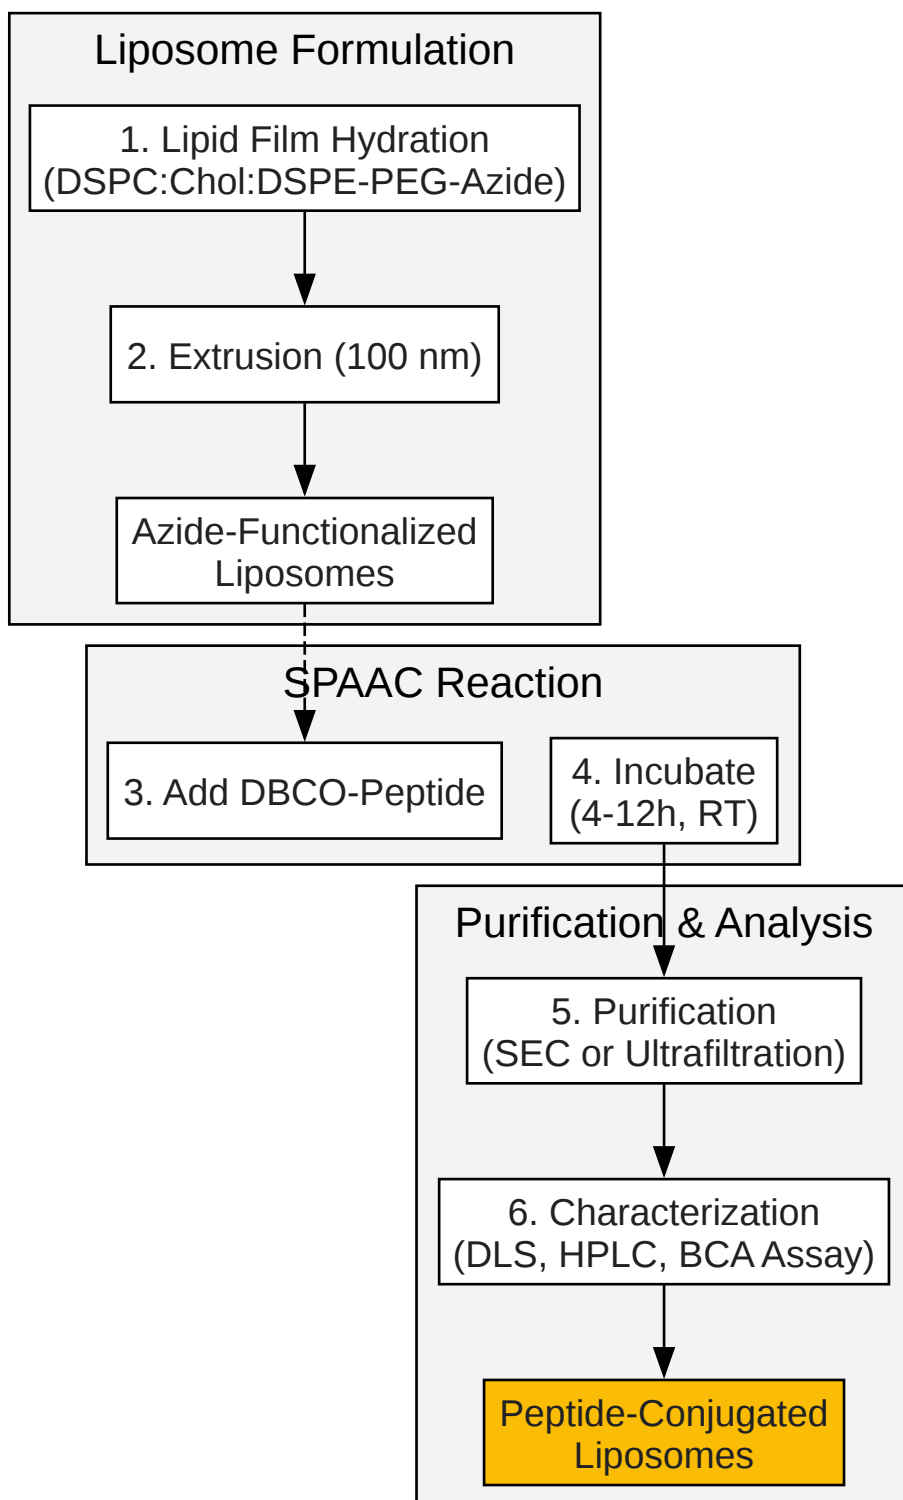 Liposome Formulation
1. Lipid Film Hydration
(DSPC:Chol:DSPE-PEG-Azide)
2. Extrusion (100 nm)
Azide-Functionalized
Liposomes
SPAAC Reaction
3. Add DBCO-Peptide
4. Incubate
(4-12h, RT)
Purification & Analysis
5. Purification
(SEC or Ultrafiltration)
6. Characterization
(DLS, HPLC, BCA Assay)
Peptide-Conjugated
Liposomes